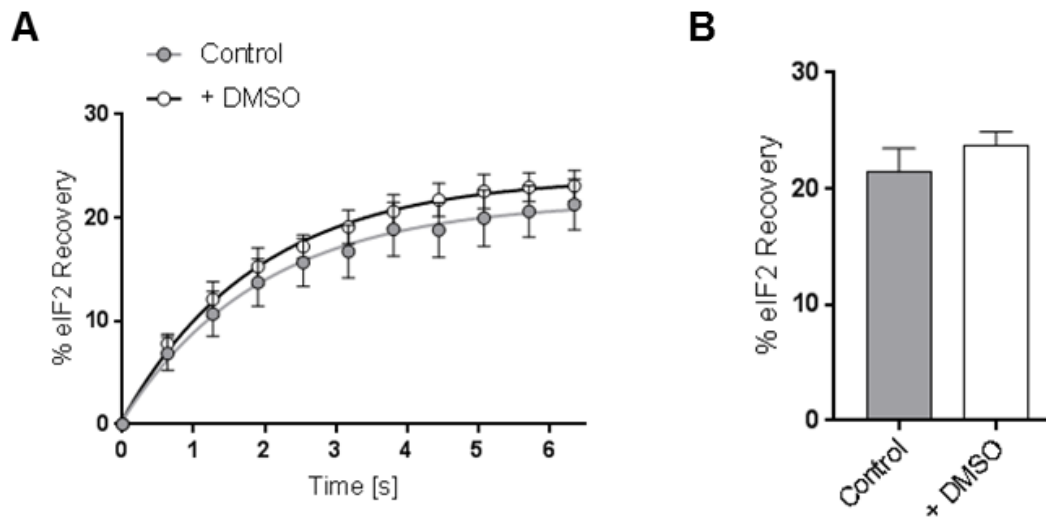 A
Control
+ DMSO
% eIF2 Recovery
30
20
10
0
0 1 2 3 4 5 6
Time [s]
B
% eIF2 Recovery
30
20
10
0
Control
+ DMSO